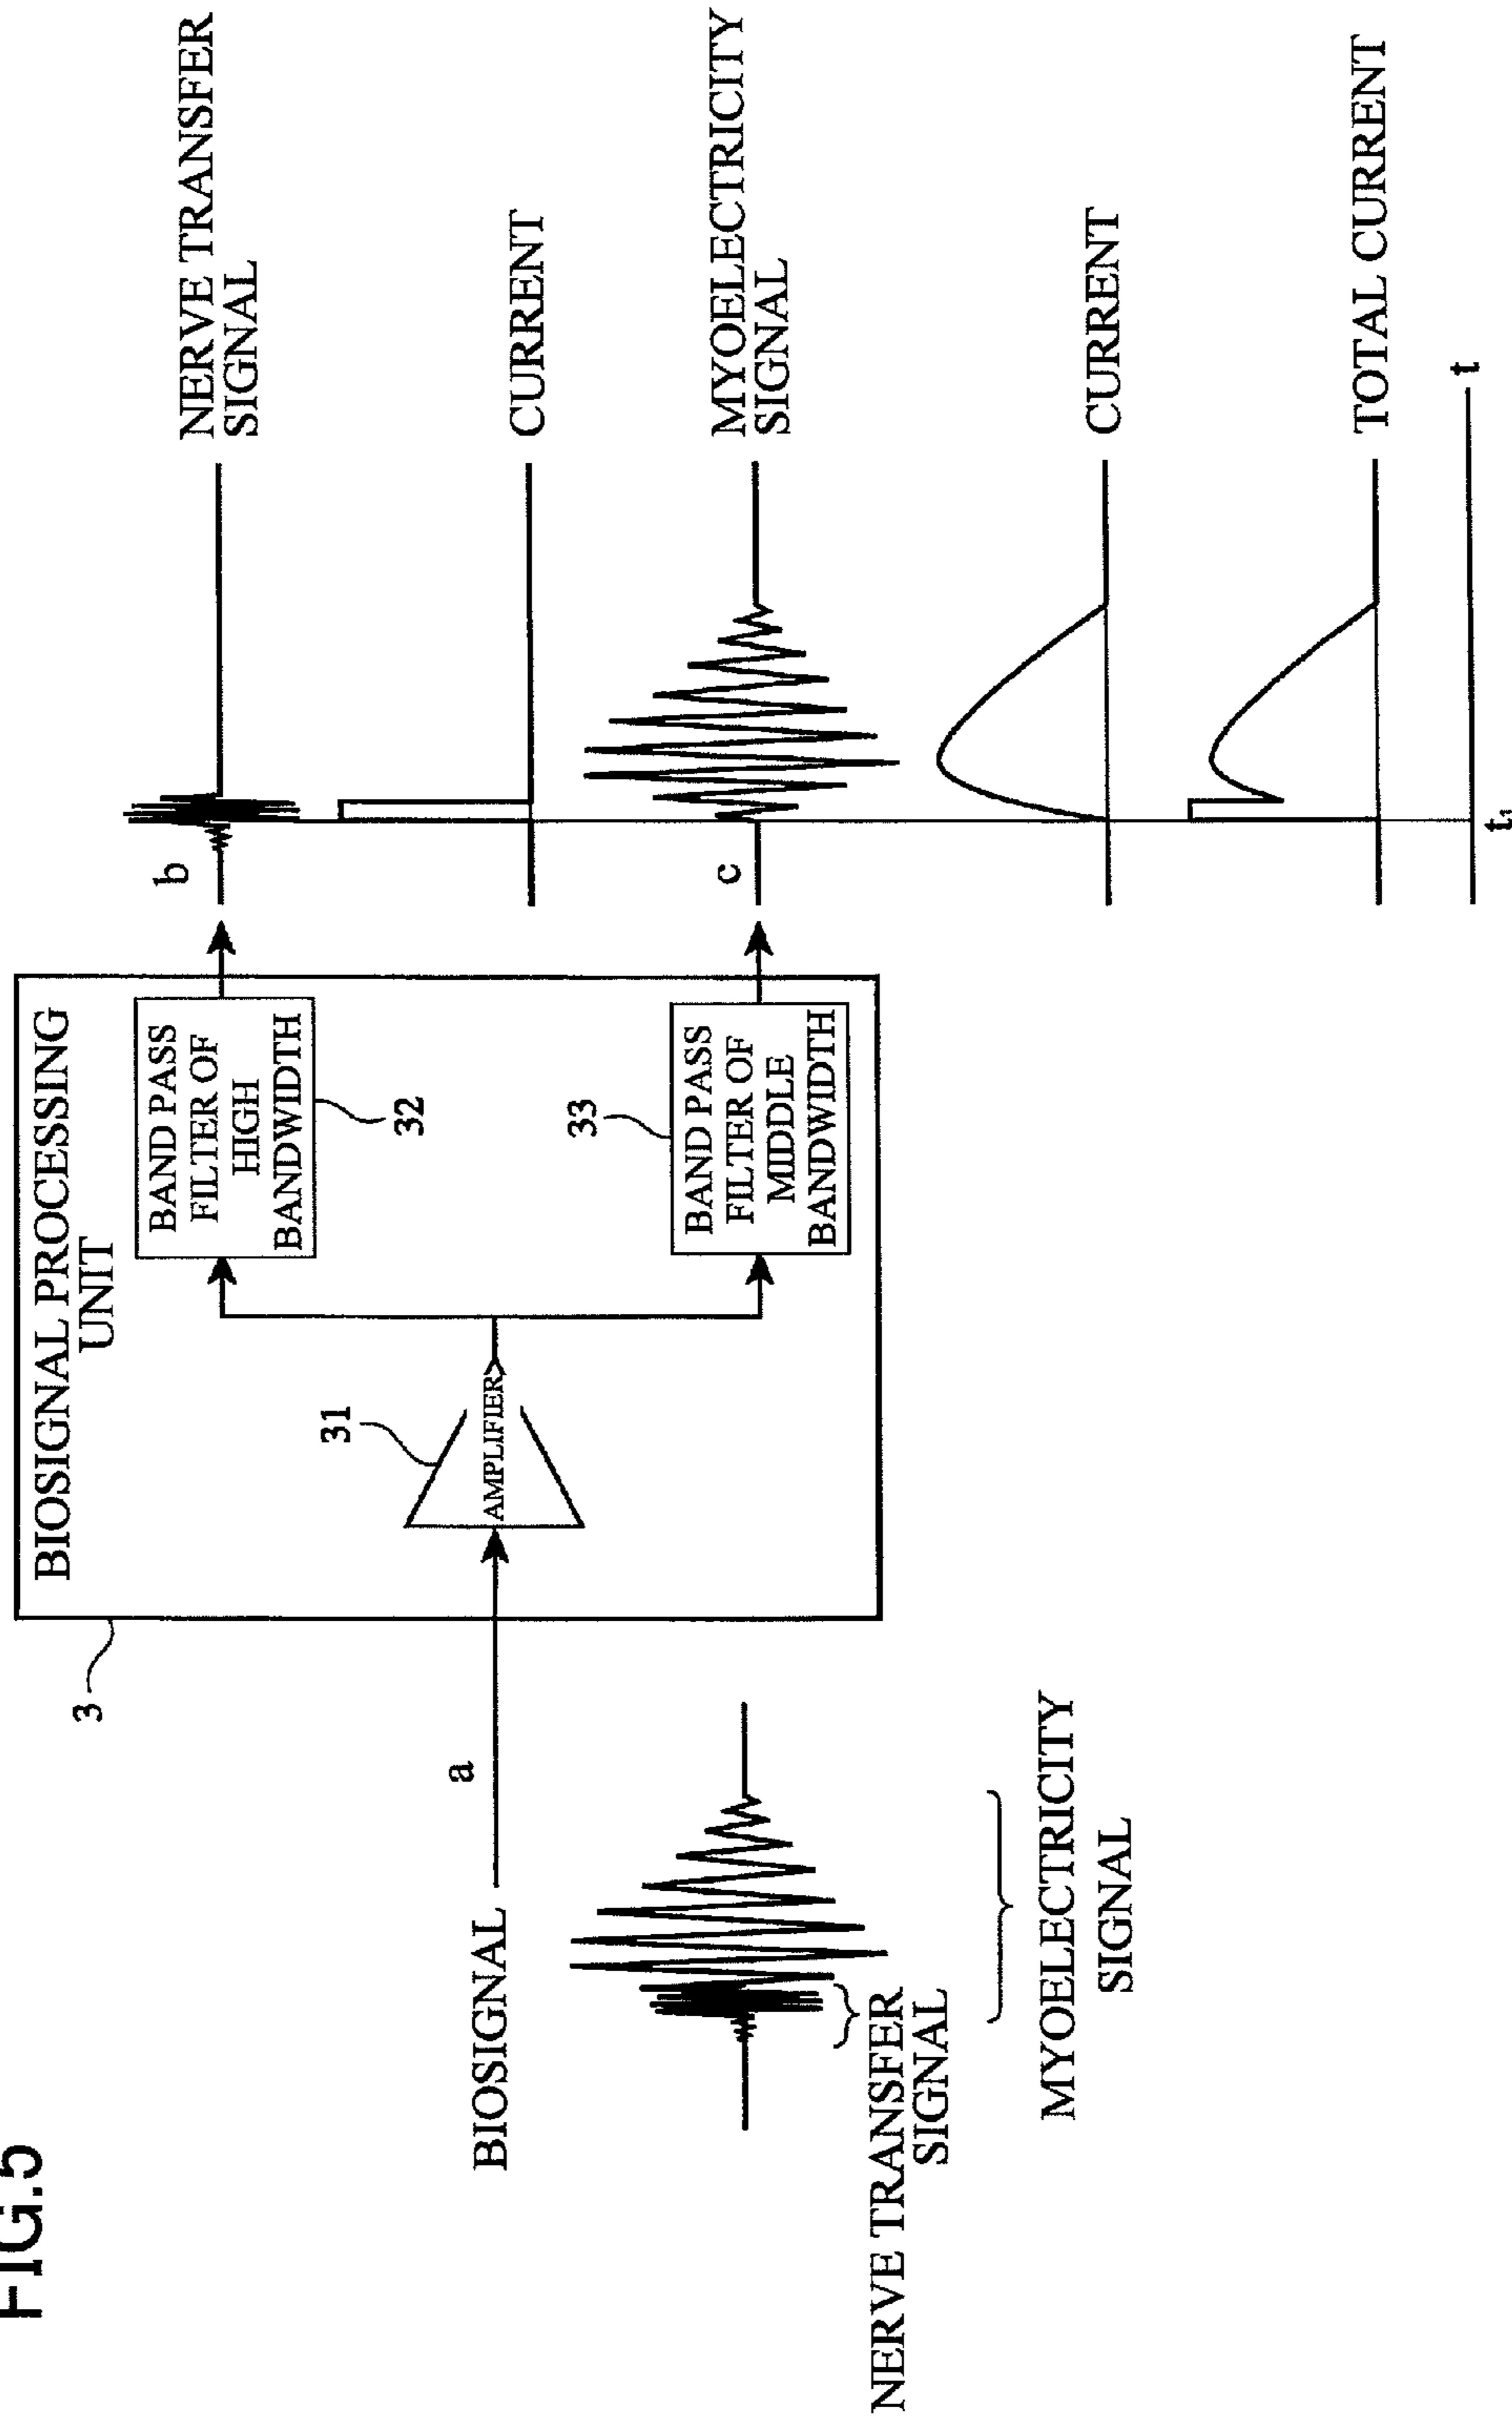 FIG.5
BIOSIGNAL PROCESSING
UNIT
3
BIOSIGNAL
a
31
AMPLIFIER
BAND PASS
FILTER OF
HIGH
BANDWIDTH
32
33
BAND PASS
FILTER OF
MIDDLE
BANDWIDTH
NERVE TRANSFER
SIGNAL
MYOELECTRICITY
SIGNAL
b
NERVE TRANSFER
SIGNAL
CURRENT
c
MYOELECTRICITY
SIGNAL
CURRENT
TOTAL CURRENT
t₁
t